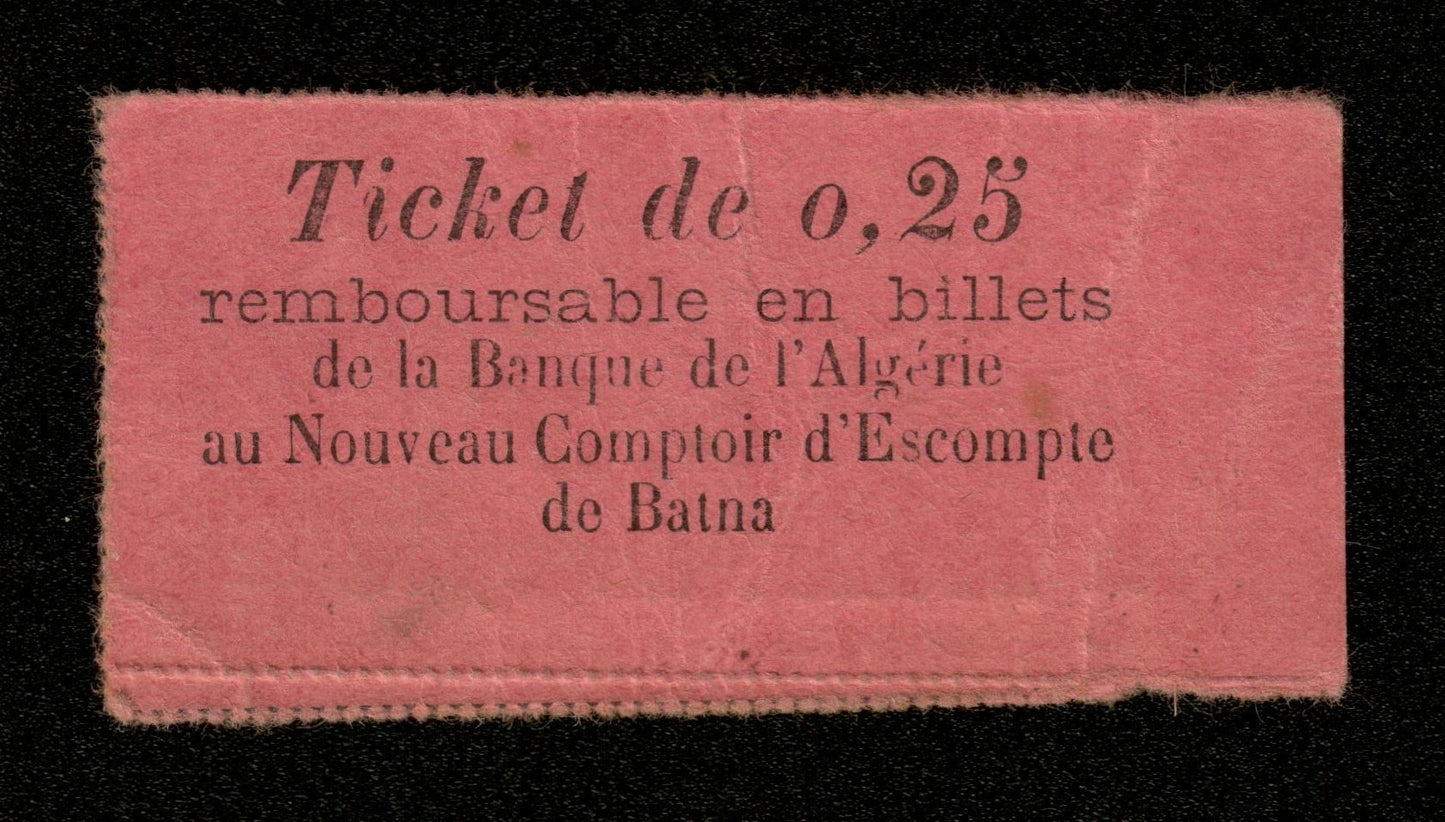 Ticket de 0,25
remboursable en billets
de la Banque de l'Algérie
au Nouveau Comptoir d'Escompte
de Batna